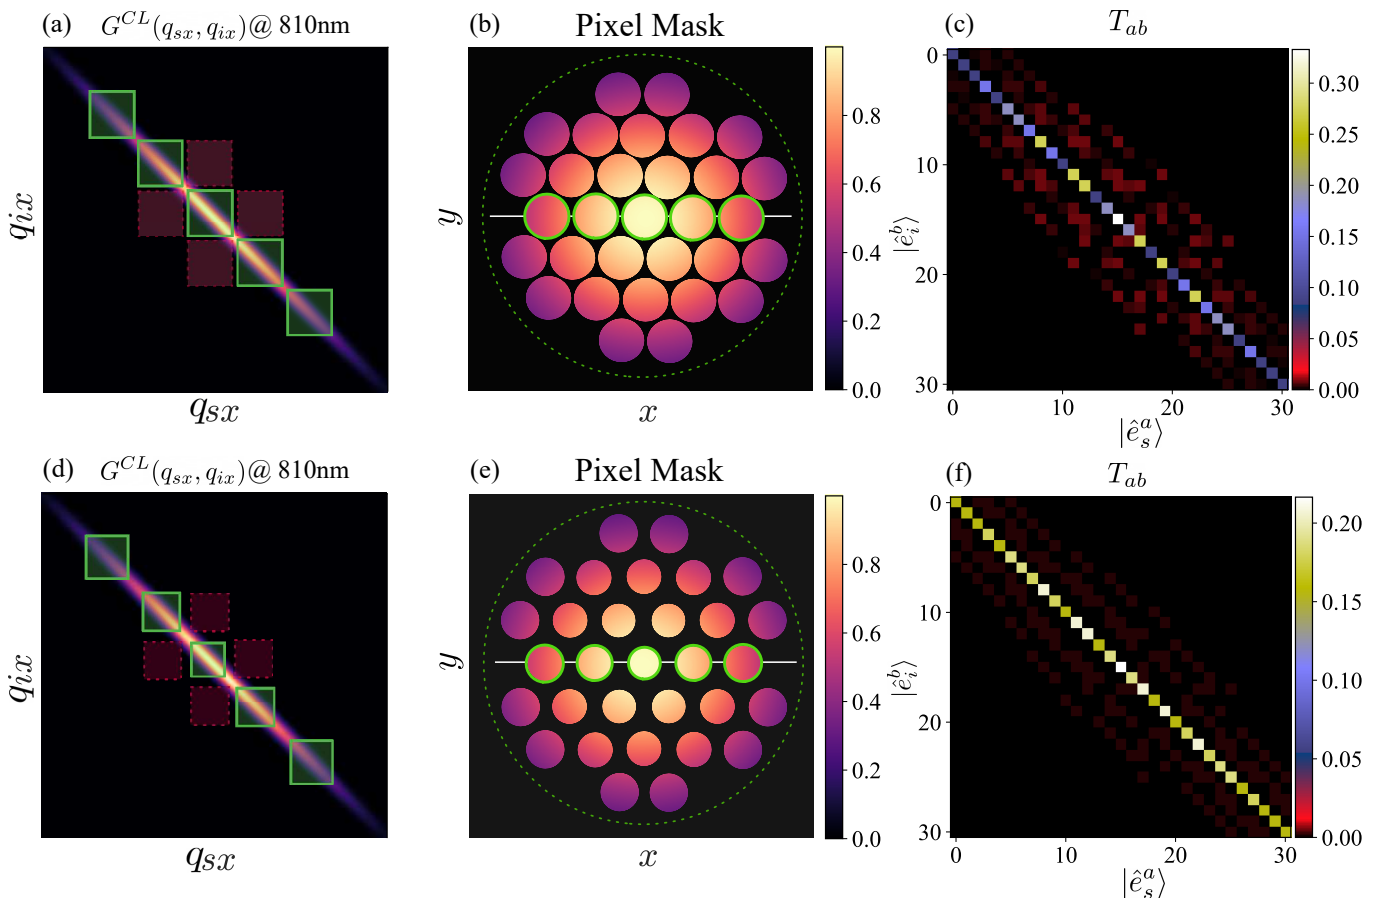 (a) G^{CL}(q_{sx}, q_{ix})@ 810nm
q_{ix}
q_{sx}
(b) Pixel Mask
y
x
0.8
0.6
0.4
0.2
0.0
(c) T_{ab}
|ê_i^b⟩
0
10
20
30
0 10 20 30
|ê_s^a⟩
0.30
0.25
0.20
0.15
0.10
0.05
0.00
(d) G^{CL}(q_{sx}, q_{ix})@ 810nm
q_{ix}
q_{sx}
(e) Pixel Mask
y
x
0.8
0.6
0.4
0.2
0.0
(f) T_{ab}
|ê_i^b⟩
0
10
20
30
0 10 20 30
|ê_s^a⟩
0.20
0.15
0.10
0.05
0.00